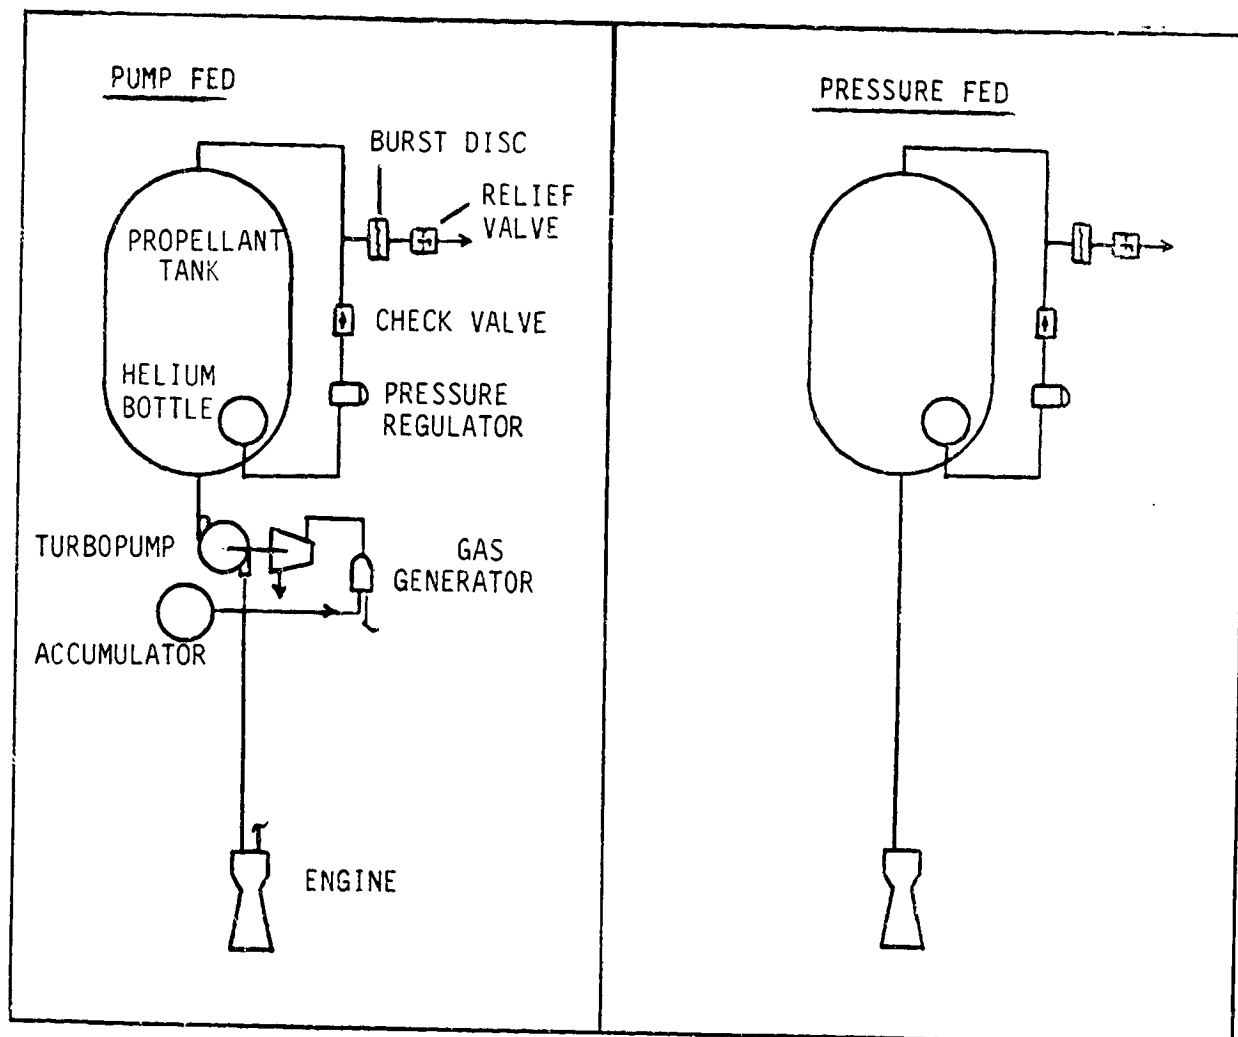 PUMP FED
PRESSURE FED
BURST DISC
RELIEF
VALVE
PROPELLANT
TANK
CHECK VALVE
HELIUM
BOTTLE
PRESSURE
REGULATOR
TURBOPUMP
GAS
GENERATOR
ACCUMULATOR
ENGINE